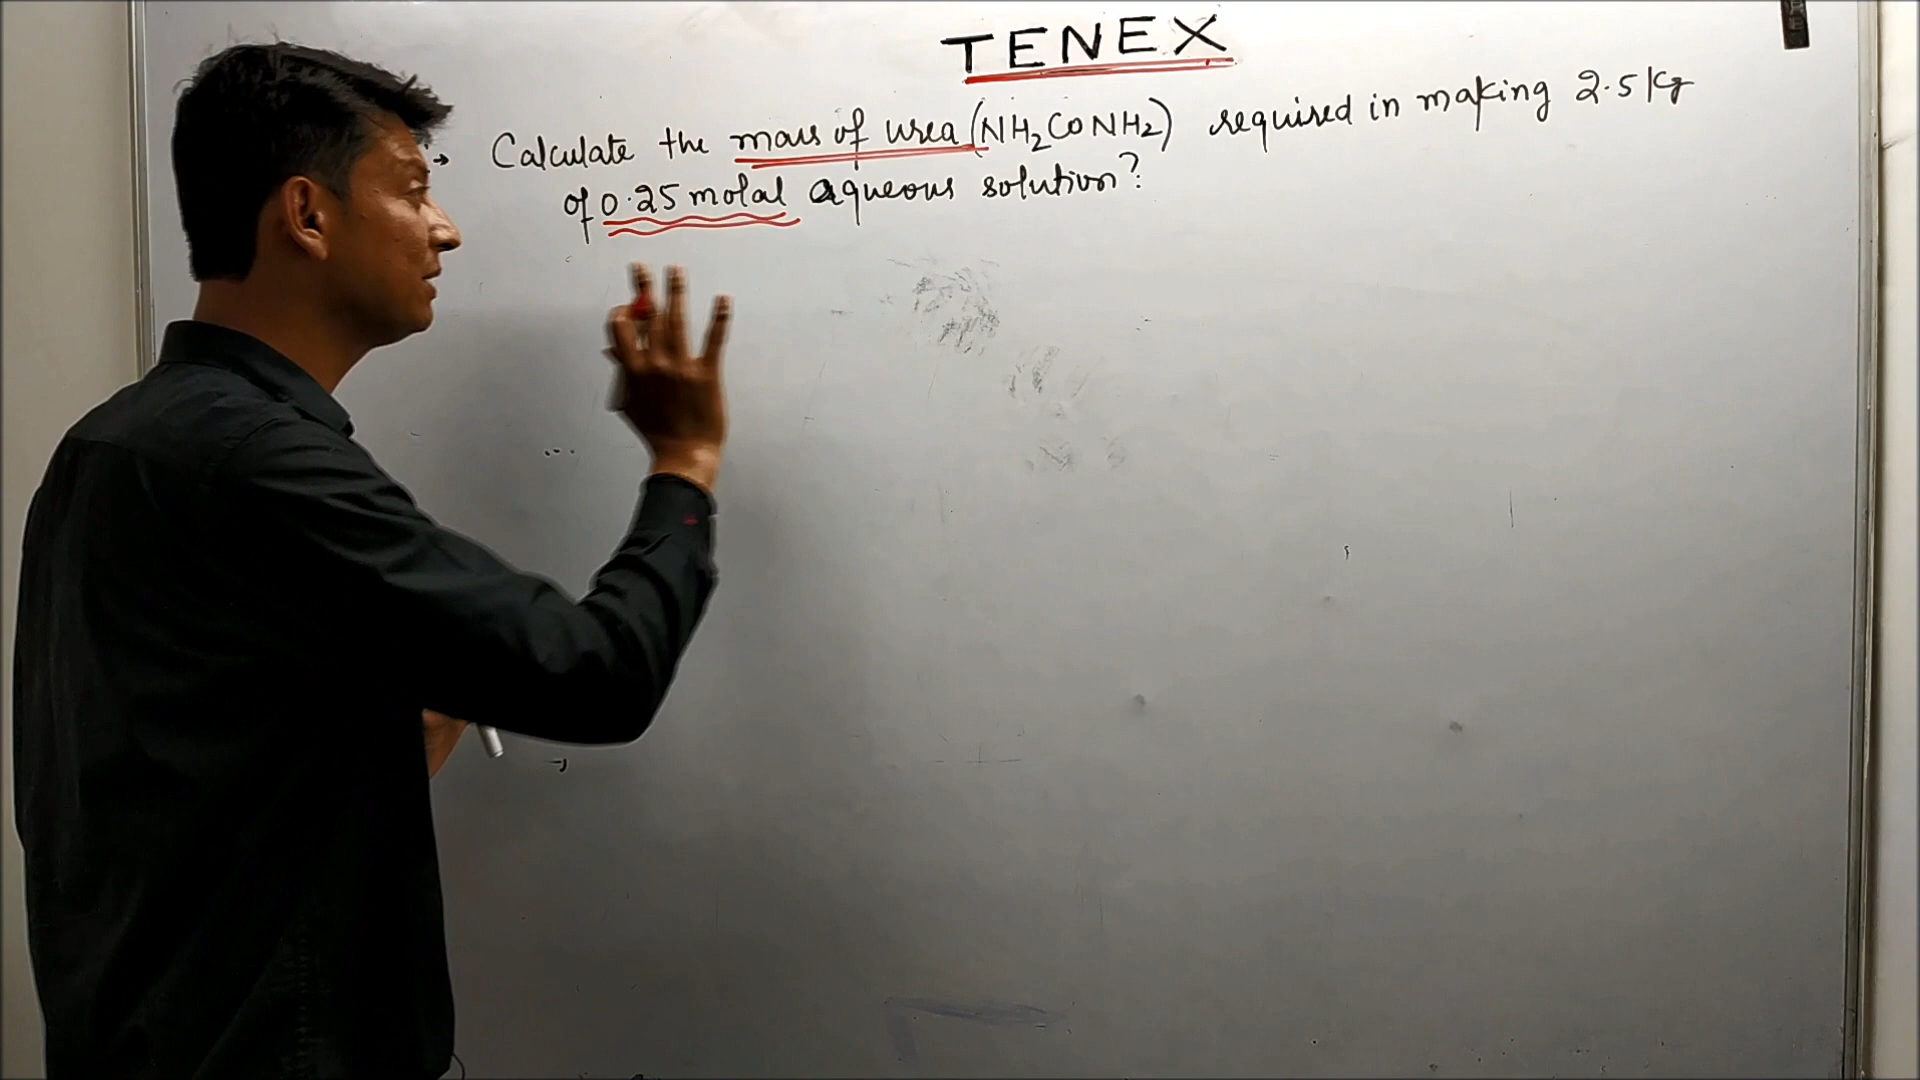 TENEX
→ Calculate the mass of urea (NH₂CONH₂) required in making 2.5 Kg
of 0.25 molal aqueous solution?